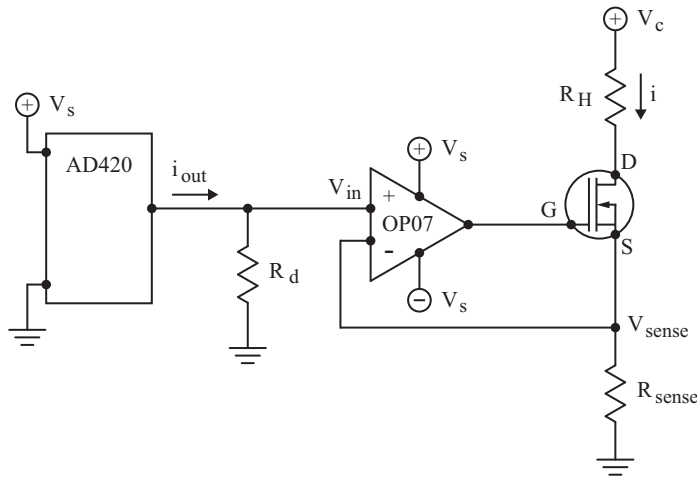 + V_c
R_H
i
+ V_s
AD420
i_out
V_in
+ V_s
D
+
OP07
-
G
S
R_d
− V_s
V_sense
R_sense